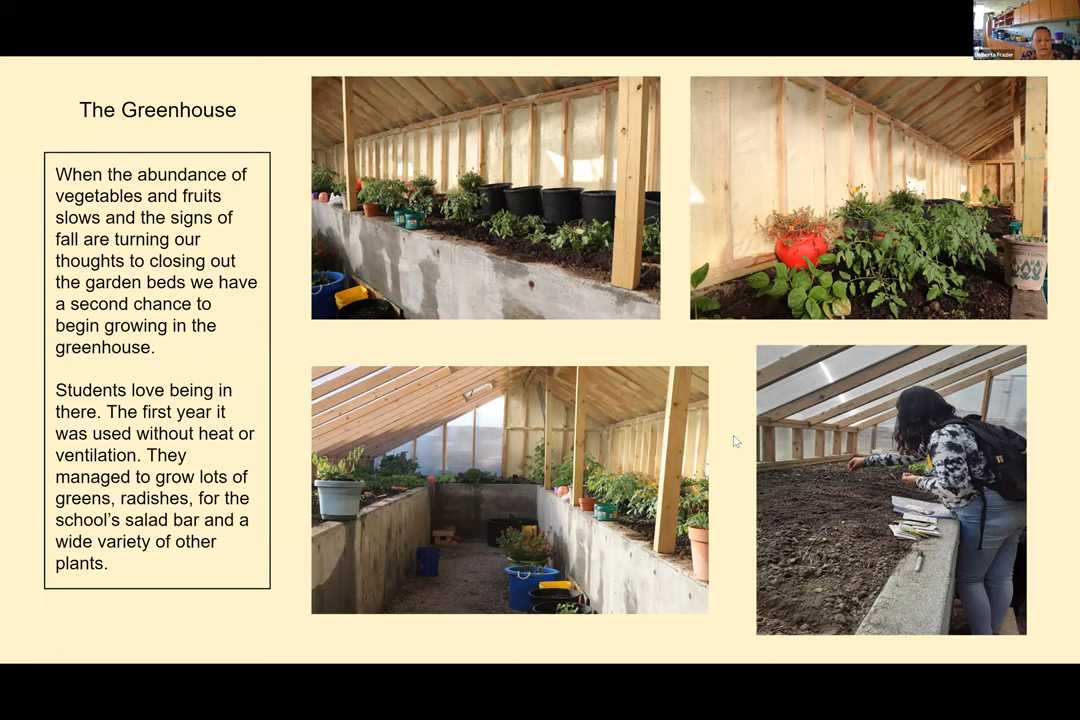 The Greenhouse
When the abundance of
vegetables and fruits
slows and the signs of
fall are turning our
thoughts to closing out
the garden beds we have
a second chance to
begin growing in the
greenhouse.
Students love being in
there. The first year it
was used without heat or
ventilation. They
managed to grow lots of
greens, radishes, for the
school's salad bar and a
wide variety of other
plants.
Frazier